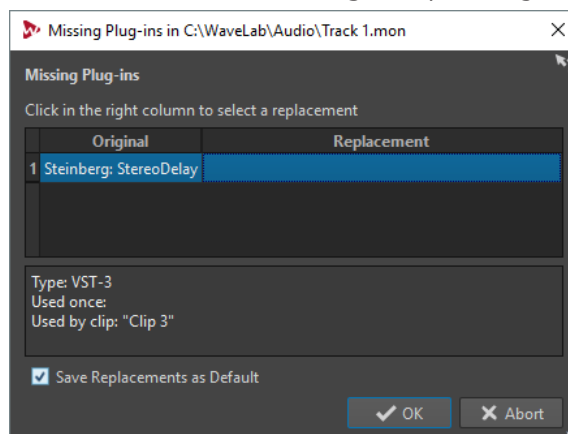 Missing Plug-ins in C:\WaveLab\Audio\Track 1.mon
Missing Plug-ins
Click in the right column to select a replacement
Original Replacement
1 Steinberg: StereoDelay
Type: VST-3
Used once:
Used by clip: "Clip 3"
Save Replacements as Default
OK Abort